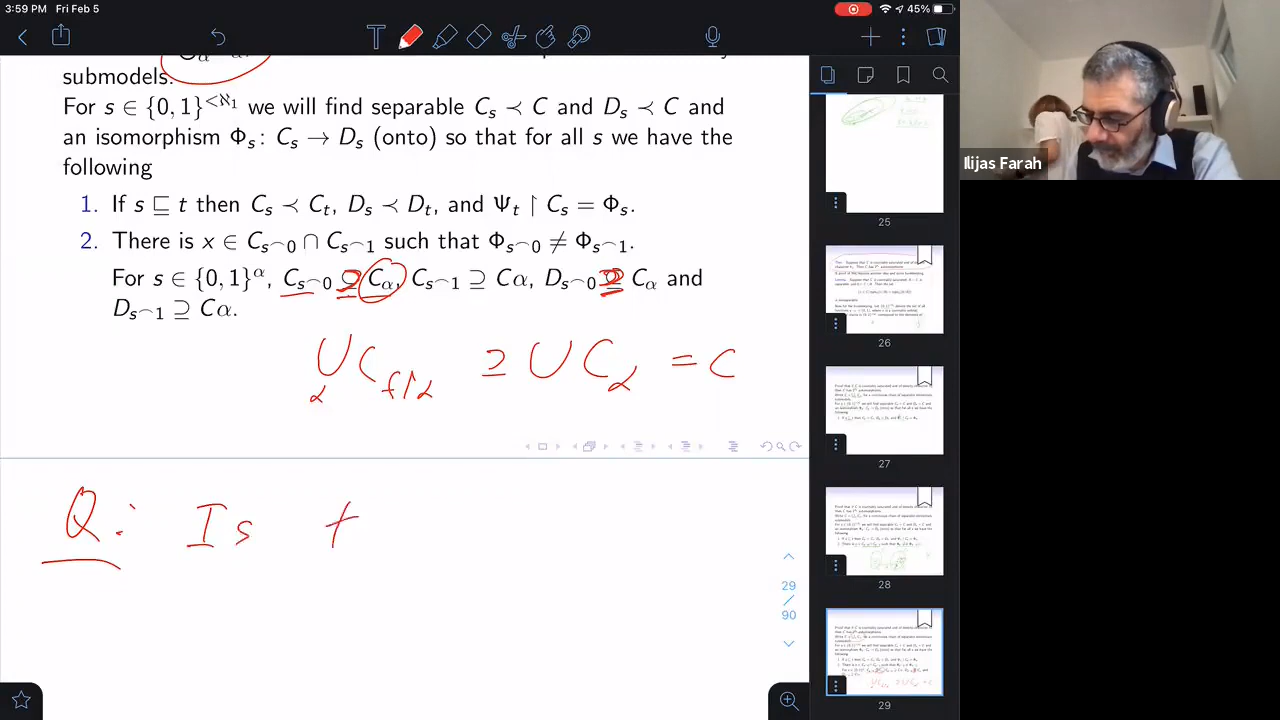 3:59 PM Fri Feb 5
45%
submodels.
For s ∈ {0, 1}^{<ℵ₁} we will find separable C_s ≺ C and D_s ≺ C and
an isomorphism Φ_s : C_s → D_s (onto) so that for all s we have the
following
1. If s ⊑ t then C_s ≺ C_t, D_s ≺ D_t, and Ψ_t ↾ C_s = Φ_s.
2. There is x ∈ C_{s⌢0} ∩ C_{s⌢1} such that Φ_{s⌢0} ≠ Φ_{s⌢1}.
For {0, 1}^α C_{s⌢0} ⊇ C_α, C_{s⌢1} ⊇ Cα, D_{s⌢0} ⊇ C_α and
D_{s⌢1} ⊇ Cα.
⋃_α C_{f↾α} ⊇ ⋃ C_α = C
Q: Is
29
/
90
25
26
27
28
29
Ilijas Farah